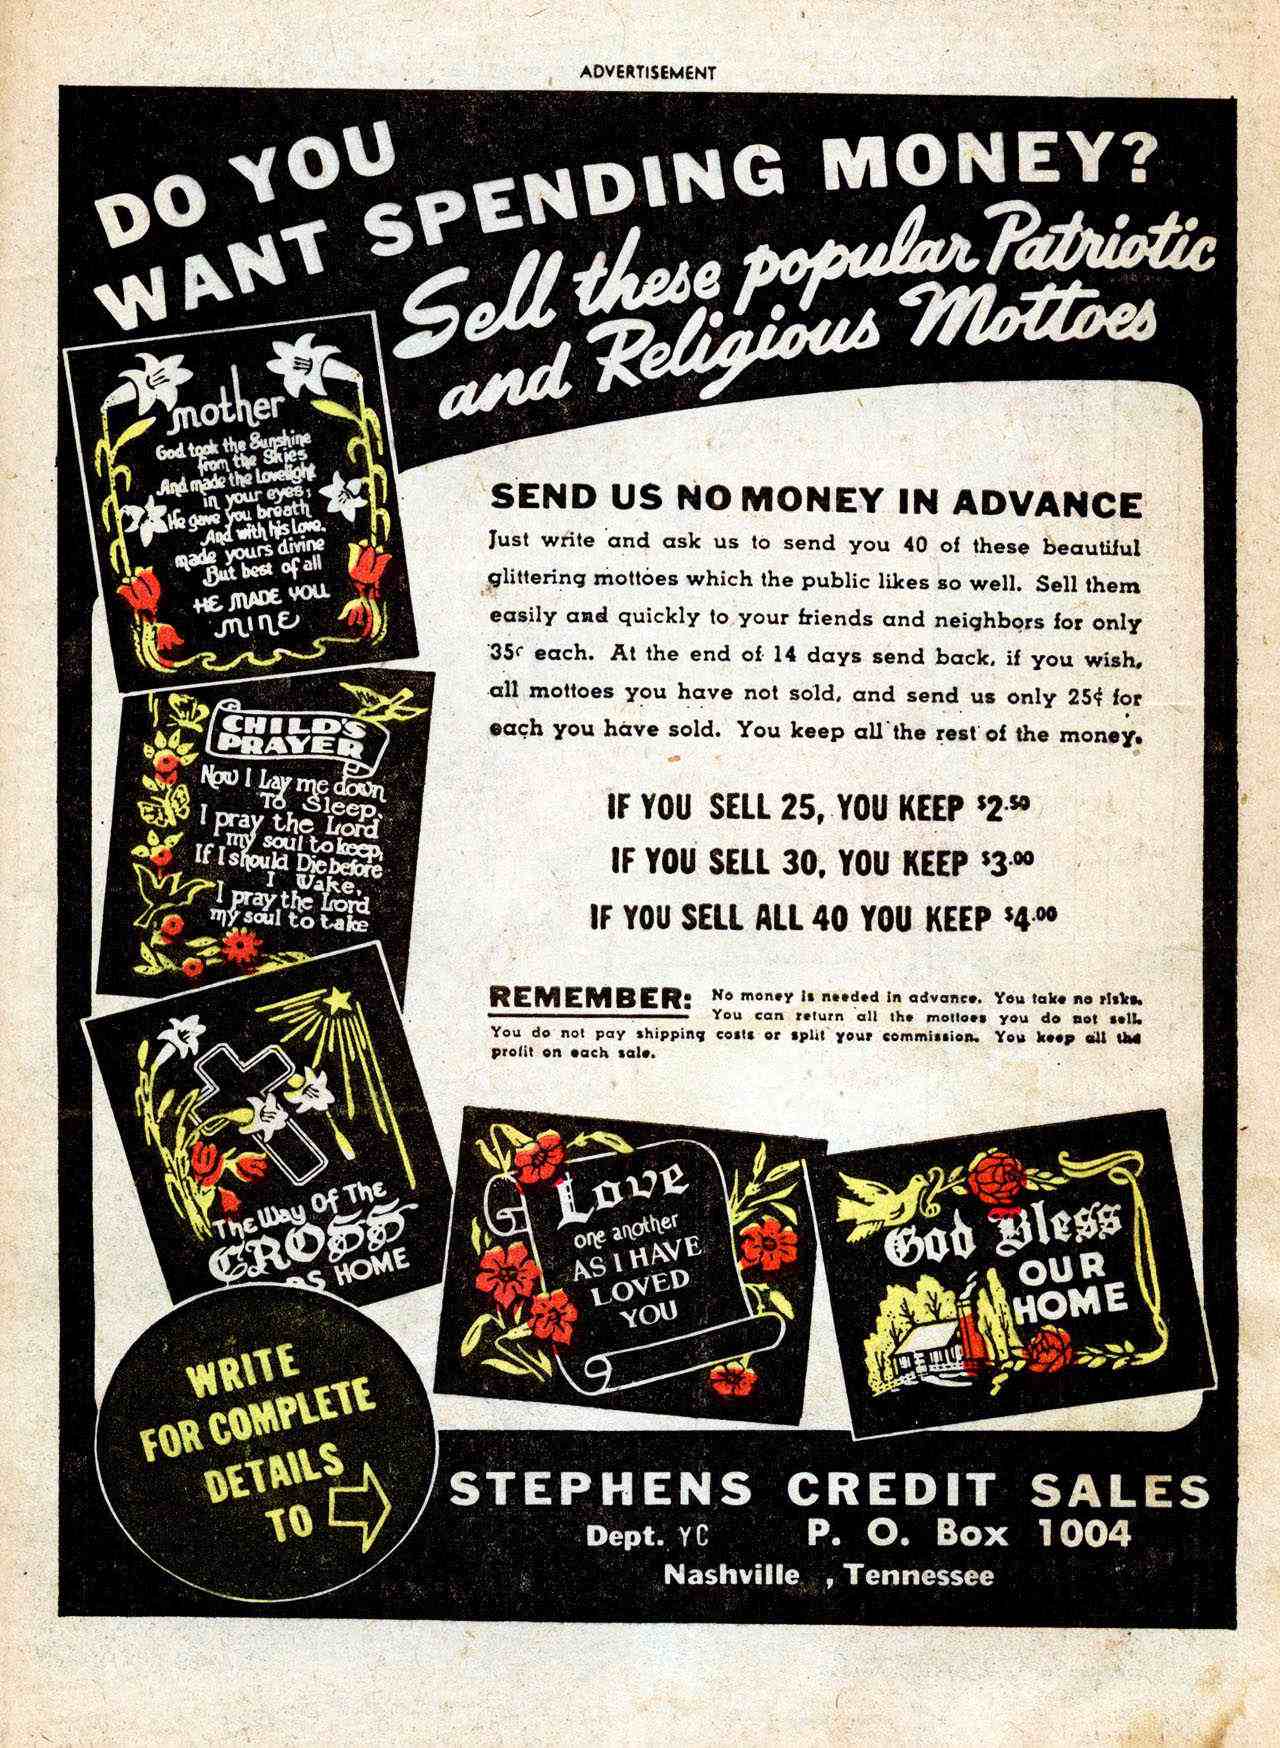 ADVERTISEMENT
DO YOU
WANT SPENDING MONEY?
Sell these popular Patriotic
and Religious Mottoes
mother
God took the Sunshine
from the Skies
And made the Lovelight
in your eyes;
He gave you breath
And with his Love,
made yours divine
But best of all
HE MADE YOU
MINE
CHILD'S
PRAYER
Now I Lay me down
To Sleep,
I pray the Lord
my soul to keep,
If I should Die before
I Wake,
I pray the Lord
my soul to take
The Way Of The
CROSS
HOME
SEND US NO MONEY IN ADVANCE
Just write and ask us to send you 40 of these beautiful
glittering mottoes which the public likes so well. Sell them
easily and quickly to your friends and neighbors for only
35¢ each. At the end of 14 days send back, if you wish,
all mottoes you have not sold, and send us only 25¢ for
each you have sold. You keep all the rest of the money.
IF YOU SELL 25, YOU KEEP $2.50
IF YOU SELL 30, YOU KEEP $3.00
IF YOU SELL ALL 40 YOU KEEP $4.00
REMEMBER: No money is needed in advance. You take no risks.
You can return all the mottoes you do not sell.
You do not pay shipping costs or split your commission. You keep all the
profit on each sale.
Love
one another
AS I HAVE
LOVED
YOU
God Bless
OUR
HOME
WRITE
FOR COMPLETE
DETAILS
TO
STEPHENS CREDIT SALES
Dept. YC P. O. Box 1004
Nashville , Tennessee